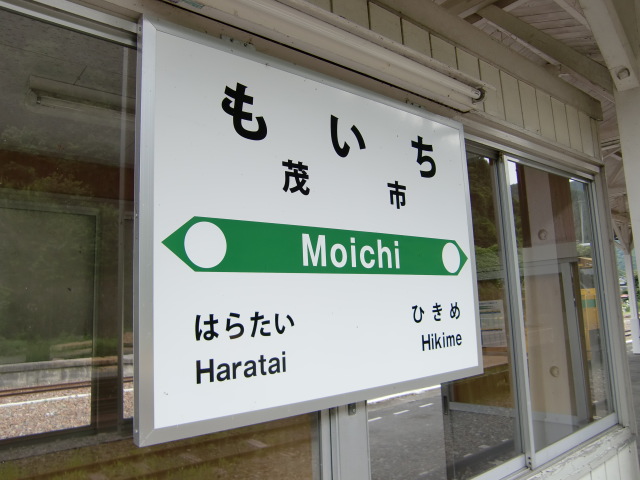 もいち
茂市
Moichi
はらたい ひきめ
Haratai Hikime